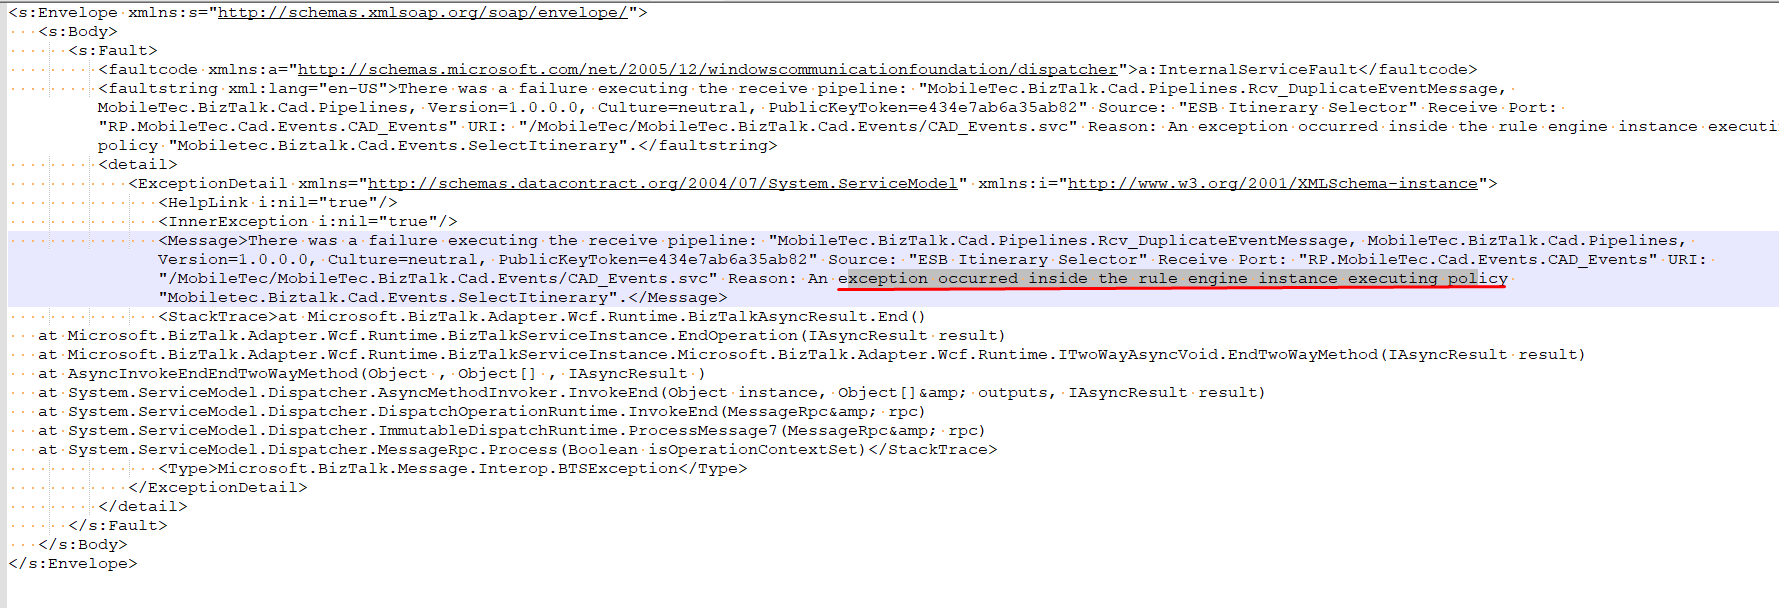 <s:Envelope xmlns:s="http://schemas.xmlsoap.org/soap/envelope/">
<s:Body>
<s:Fault>
<faultcode xmlns:a="http://schemas.microsoft.com/net/2005/12/windowscommunicationfoundation/dispatcher">a:InternalServiceFault</faultcode>
<faultstring xml:lang="en-US">There was a failure executing the receive pipeline: "MobileTec.BizTalk.Cad.Pipelines.Rcv_DuplicateEventMessage,
MobileTec.BizTalk.Cad.Pipelines, Version=1.0.0.0, Culture=neutral, PublicKeyToken=e434e7ab6a35ab82" Source: "ESB Itinerary Selector" Receive Port:
"RP.MobileTec.Cad.Events.CAD_Events" URI: "/MobileTec/MobileTec.BizTalk.Cad.Events/CAD_Events.svc" Reason: An exception occurred inside the rule engine instance executi
policy "Mobiletec.Biztalk.Cad.Events.SelectItinerary".</faultstring>
<detail>
<ExceptionDetail xmlns="http://schemas.datacontract.org/2004/07/System.ServiceModel" xmlns:i="http://www.w3.org/2001/XMLSchema-instance">
<HelpLink i:nil="true"/>
<InnerException i:nil="true"/>
<Message>There was a failure executing the receive pipeline: "MobileTec.BizTalk.Cad.Pipelines.Rcv_DuplicateEventMessage, MobileTec.BizTalk.Cad.Pipelines,
Version=1.0.0.0, Culture=neutral, PublicKeyToken=e434e7ab6a35ab82" Source: "ESB Itinerary Selector" Receive Port: "RP.MobileTec.Cad.Events.CAD_Events" URI:
"/MobileTec/MobileTec.BizTalk.Cad.Events/CAD_Events.svc" Reason: An exception occurred inside the rule engine instance executing policy
"Mobiletec.Biztalk.Cad.Events.SelectItinerary".</Message>
<StackTrace>at Microsoft.BizTalk.Adapter.Wcf.Runtime.BizTalkAsyncResult.End()
at Microsoft.BizTalk.Adapter.Wcf.Runtime.BizTalkServiceInstance.EndOperation(IAsyncResult result)
at Microsoft.BizTalk.Adapter.Wcf.Runtime.BizTalkServiceInstance.Microsoft.BizTalk.Adapter.Wcf.Runtime.ITwoWayAsyncVoid.EndTwoWayMethod(IAsyncResult result)
at AsyncInvokeEndEndTwoWayMethod(Object , Object[] , IAsyncResult )
at System.ServiceModel.Dispatcher.AsyncMethodInvoker.InvokeEnd(Object instance, Object[]&amp; outputs, IAsyncResult result)
at System.ServiceModel.Dispatcher.DispatchOperationRuntime.InvokeEnd(MessageRpc&amp; rpc)
at System.ServiceModel.Dispatcher.ImmutableDispatchRuntime.ProcessMessage7(MessageRpc&amp; rpc)
at System.ServiceModel.Dispatcher.MessageRpc.Process(Boolean isOperationContextSet)</StackTrace>
<Type>Microsoft.BizTalk.Message.Interop.BTSException</Type>
</ExceptionDetail>
</detail>
</s:Fault>
</s:Body>
</s:Envelope>